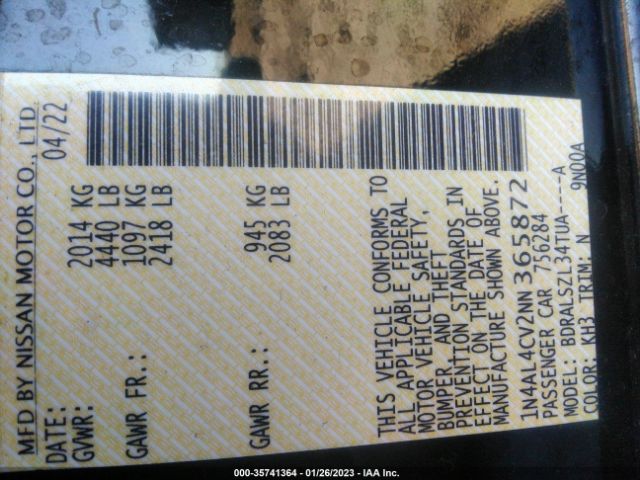 MFD BY NISSAN MOTOR CO., LTD.
DATE: 04/22
GVWR: 2014 KG
4440 LB
GAWR FR.: 1097 KG
2418 LB
GAWR RR.: 945 KG
2083 LB
THIS VEHICLE CONFORMS TO
ALL APPLICABLE FEDERAL
MOTOR VEHICLE SAFETY,
BUMPER AND THEFT
PREVENTION STANDARDS IN
EFFECT ON THE DATE OF
MANUFACTURE SHOWN ABOVE.
1N4AL4CV2NN365872
PASSENGER CAR 756284
MODEL: BDRALSZL34TUA----A
COLOR: KH3 TRIM: N 9N00A
000-35741364 - 01/26/2023 - IAA Inc.